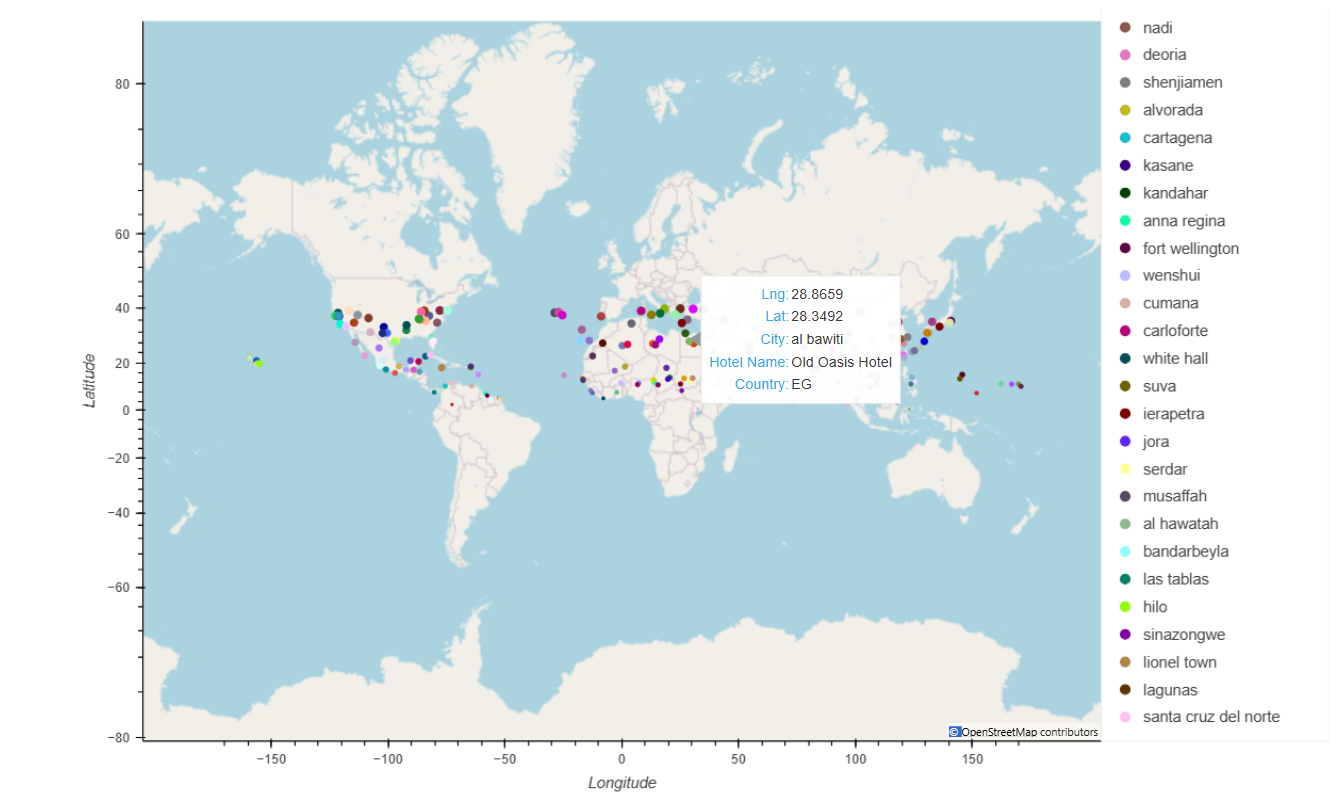 80
60
40
20
0
−20
−40
−60
−80
Latitude
−150
−100
−50
0
50
100
150
Longitude
Lng: 28.8659
Lat: 28.3492
City: al bawiti
Hotel Name: Old Oasis Hotel
Country: EG
© OpenStreetMap contributors
nadi
deoria
shenjiamen
alvorada
cartagena
kasane
kandahar
anna regina
fort wellington
wenshui
cumana
carloforte
white hall
suva
ierapetra
jora
serdar
musaffah
al hawatah
bandarbeyla
las tablas
hilo
sinazongwe
lionel town
lagunas
santa cruz del norte